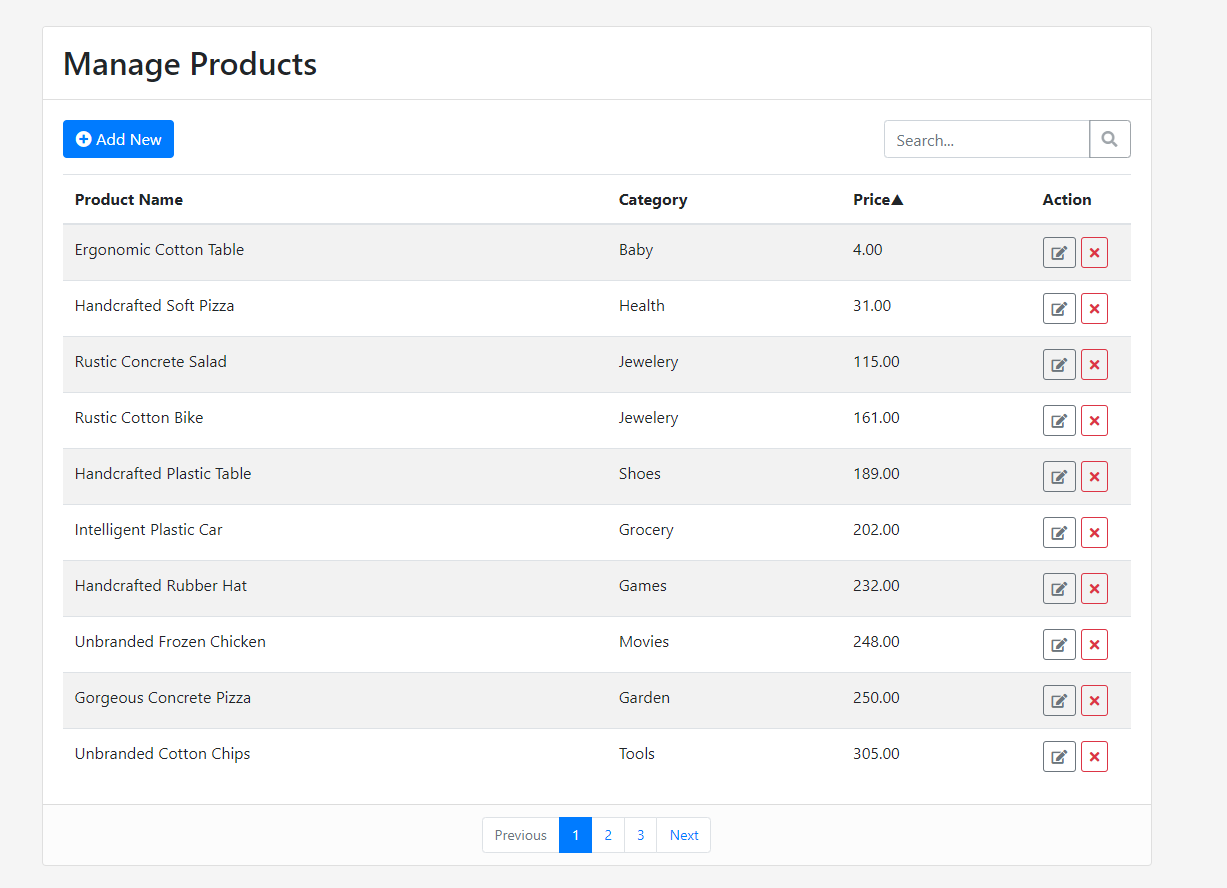 Manage Products
Add New
Search...
Product Name Category Price▲ Action
Ergonomic Cotton Table Baby 4.00
Handcrafted Soft Pizza Health 31.00
Rustic Concrete Salad Jewelery 115.00
Rustic Cotton Bike Jewelery 161.00
Handcrafted Plastic Table Shoes 189.00
Intelligent Plastic Car Grocery 202.00
Handcrafted Rubber Hat Games 232.00
Unbranded Frozen Chicken Movies 248.00
Gorgeous Concrete Pizza Garden 250.00
Unbranded Cotton Chips Tools 305.00
Previous 1 2 3 Next